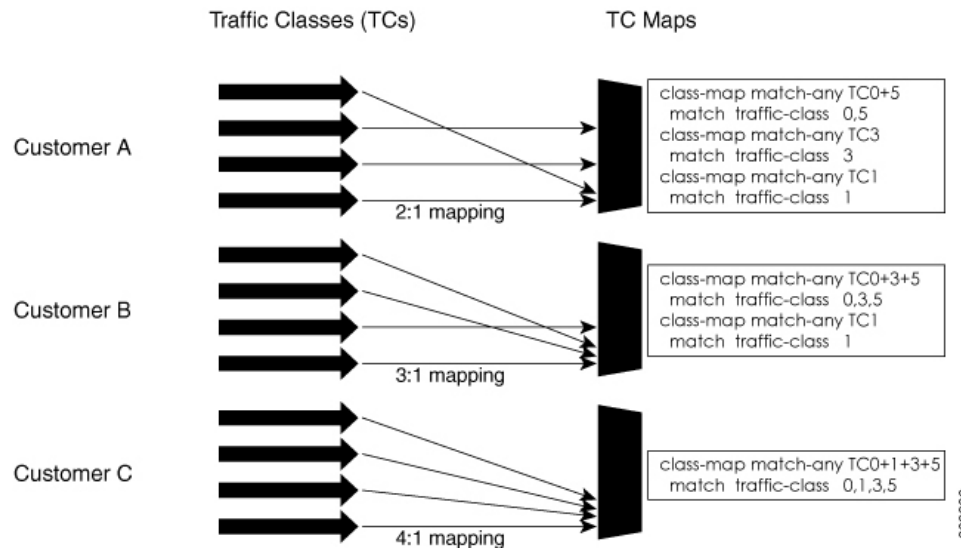 Traffic Classes (TCs)
TC Maps
Customer A
2:1 mapping
class-map match-any TC0+5
match traffic-class 0,5
class-map match-any TC3
match traffic-class 3
class-map match-any TC1
match traffic-class 1
Customer B
3:1 mapping
class-map match-any TC0+3+5
match traffic-class 0,3,5
class-map match-any TC1
match traffic-class 1
Customer C
4:1 mapping
class-map match-any TC0+1+3+5
match traffic-class 0,1,3,5